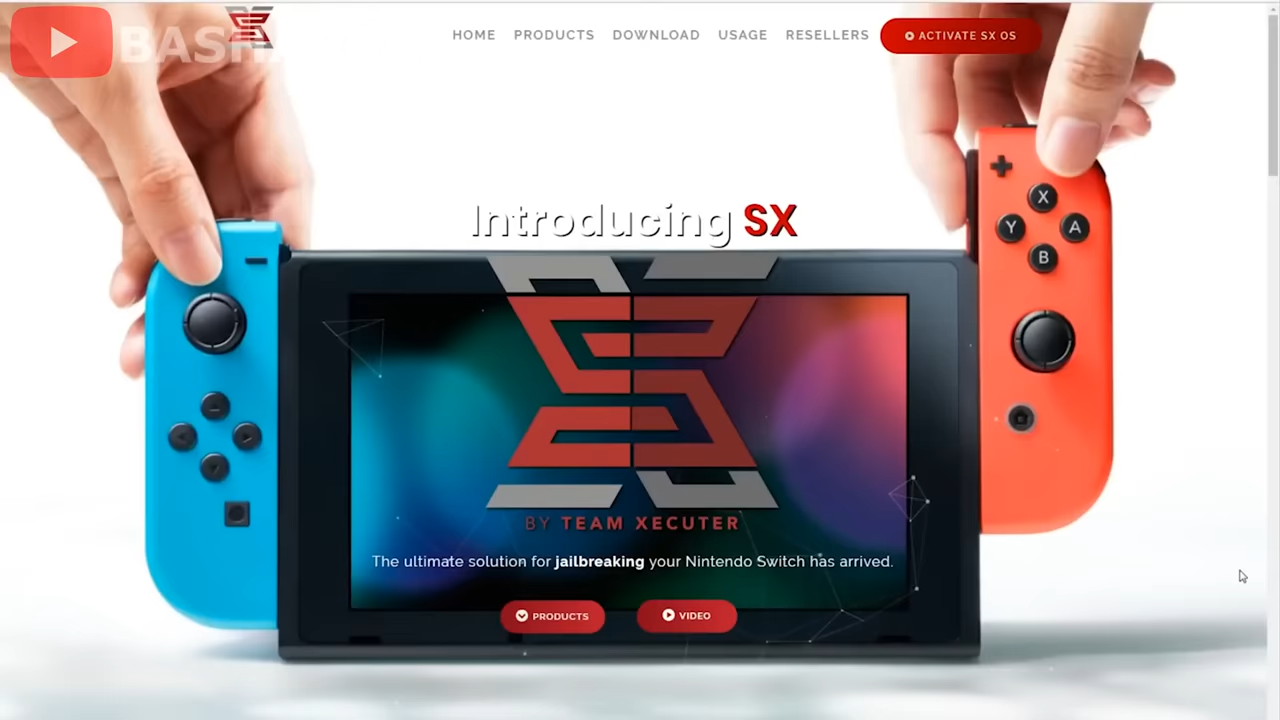 HOME PRODUCTS DOWNLOAD USAGE RESELLERS ACTIVATE SX OS
Introducing SX
X
Y A
B
BY TEAM XECUTER
The ultimate solution for jailbreaking your Nintendo Switch has arrived.
PRODUCTS VIDEO